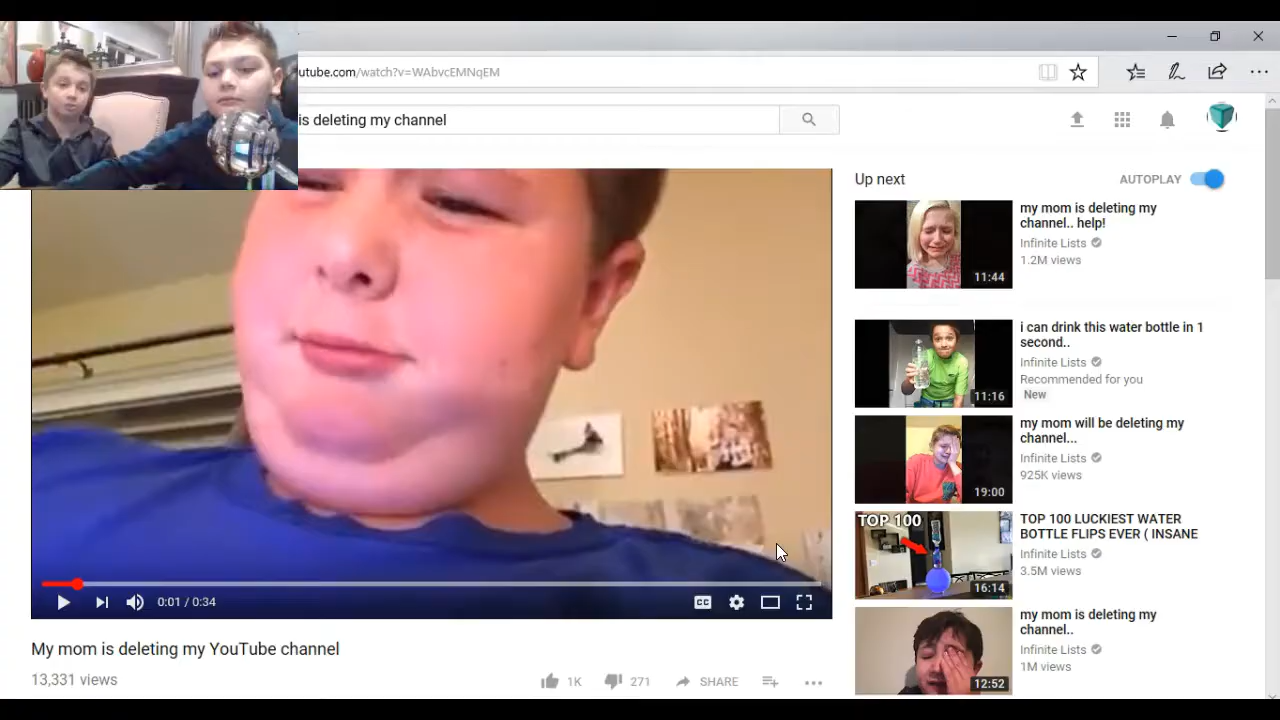 utube.com/watch?v=WAbvcEMNqEM
is deleting my channel
Up next
AUTOPLAY
my mom is deleting my
channel.. help!
Infinite Lists
1.2M views
11:44
i can drink this water bottle in 1
second..
Infinite Lists
Recommended for you
New
11:16
my mom will be deleting my
channel...
Infinite Lists
925K views
19:00
TOP 100
TOP 100 LUCKIEST WATER
BOTTLE FLIPS EVER ( INSANE
Infinite Lists
3.5M views
16:14
my mom is deleting my
channel..
Infinite Lists
1M views
12:52
CC
0:01 / 0:34
My mom is deleting my YouTube channel
13,331 views
1K
271
SHARE